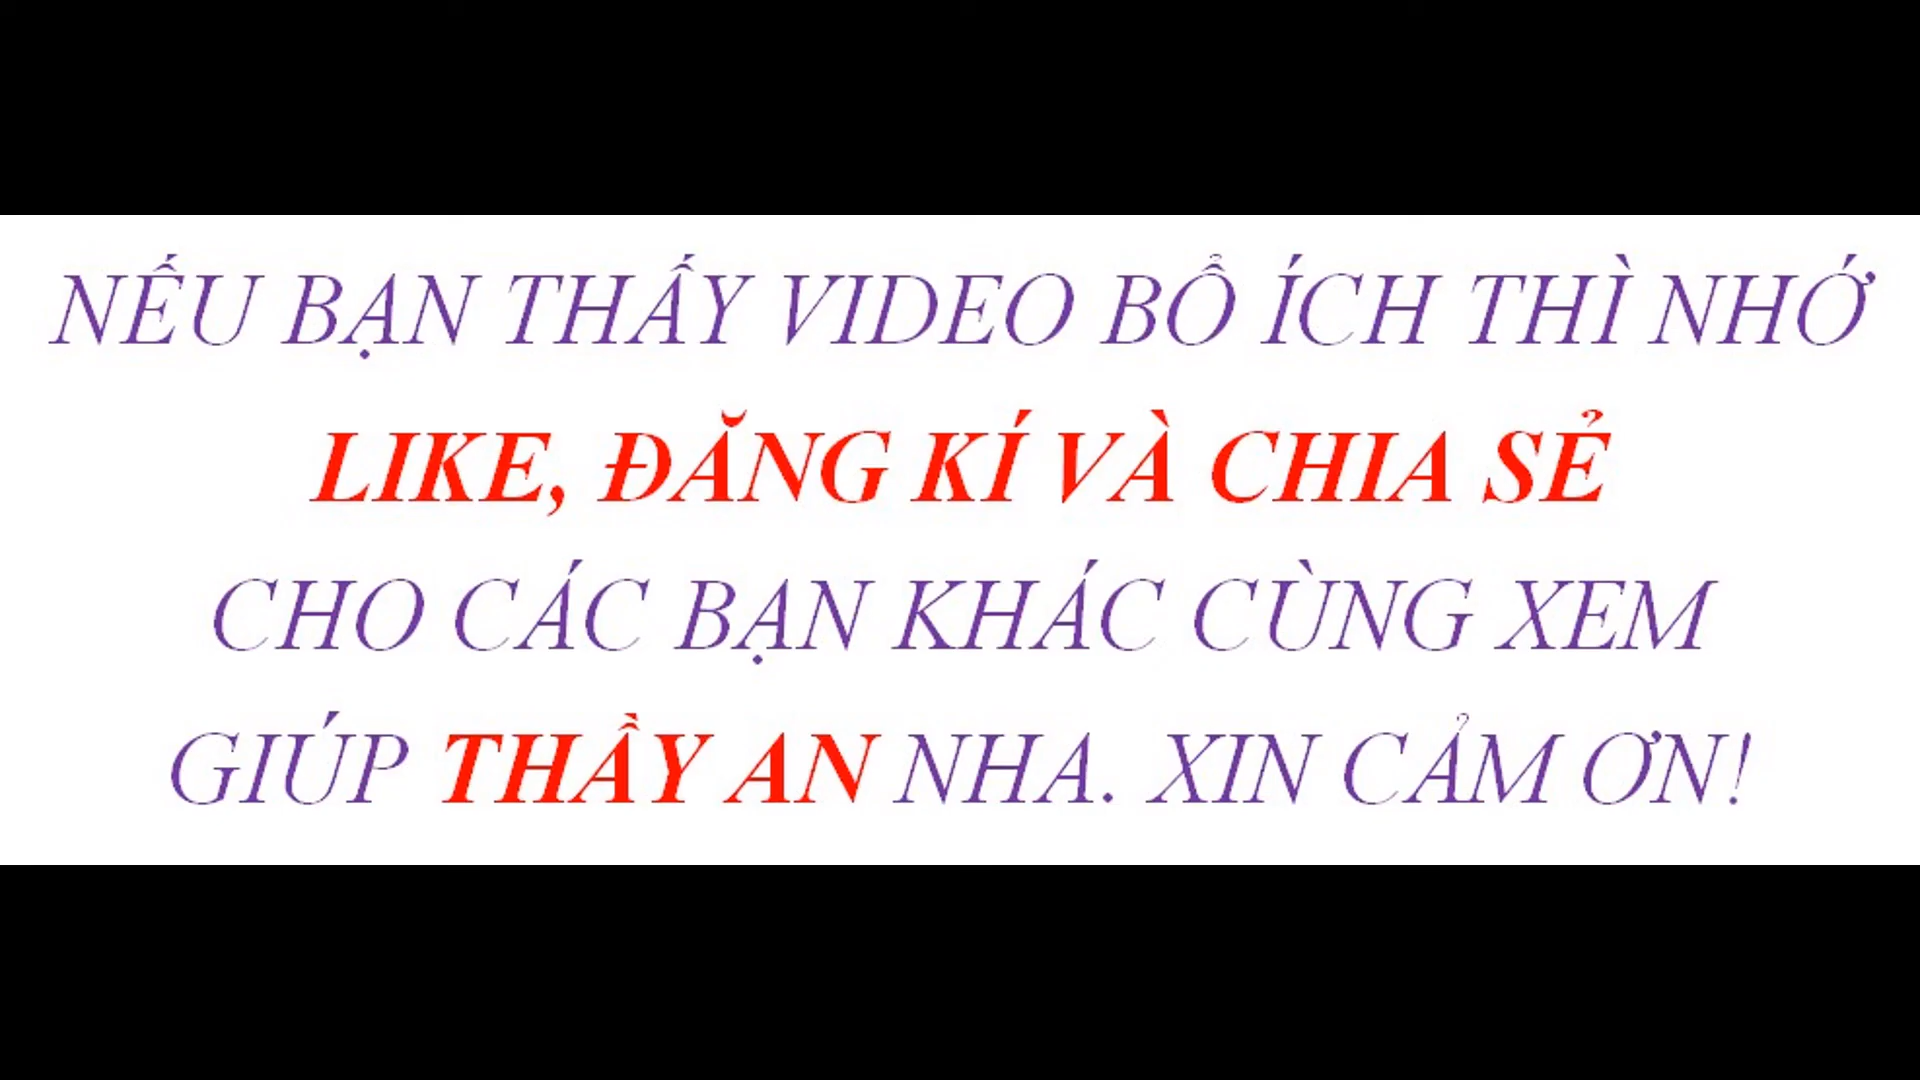 NẾU BẠN THẤY VIDEO BỔ ÍCH THÌ NHỚ
LIKE, ĐĂNG KÍ VÀ CHIA SẺ
CHO CÁC BẠN KHÁC CÙNG XEM
GIÚP THẦY AN NHA. XIN CẢM ƠN!